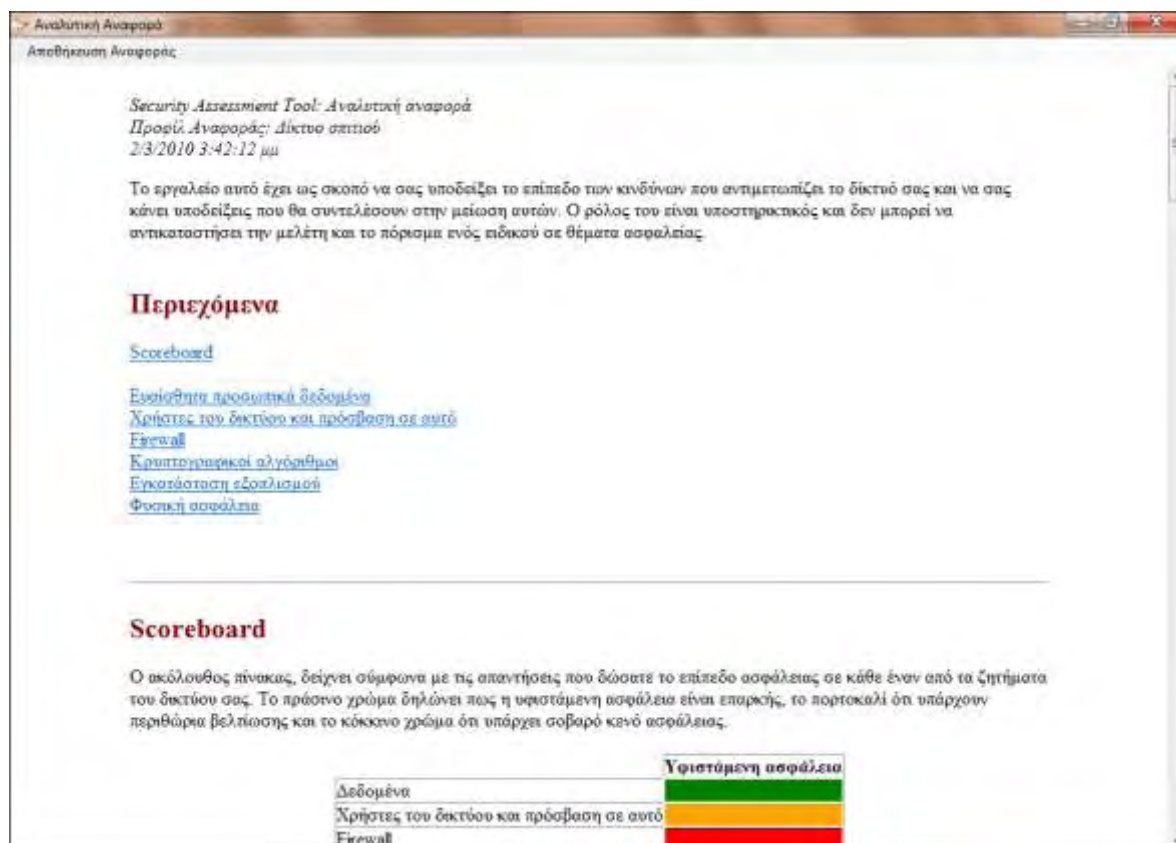 Αναλυτική Αναφορά
Αποθήκευση Αναφοράς
Security Assessment Tool: Αναλυτική αναφορά
Προφίλ Αναφοράς: Δίκτυο σπιτιού
2/3/2010 3:42:12 μμ
Το εργαλείο αυτό έχει ως σκοπό να σας υποδείξει το επίπεδο των κινδύνων που αντιμετωπίζει το δίκτυό σας και να σας
κάνει υποδείξεις που θα συντελέσουν στην μείωση αυτών. Ο ρόλος του είναι υποστηρικτικός και δεν μπορεί να
αντικαταστήσει την μελέτη και το πόρισμα ενός ειδικού σε θέματα ασφαλείας.
Περιεχόμενα
Scoreboard
Ευαίσθητα προσωπικά δεδομένα
Χρήστες του δικτύου και πρόσβαση σε αυτό
Firewall
Κρυπτογραφικοί αλγόριθμοι
Εγκατάσταση εξοπλισμού
Φυσική ασφάλεια
Scoreboard
Ο ακόλουθος πίνακας, δείχνει σύμφωνα με τις απαντήσεις που δώσατε το επίπεδο ασφάλειας σε κάθε έναν από τα ζητήματα
του δικτύου σας. Το πράσινο χρώμα δηλώνει πως η υφιστάμενη ασφάλεια είναι επαρκής, το πορτοκαλί ότι υπάρχουν
περιθώρια βελτίωσης και το κόκκινο χρώμα ότι υπάρχει σοβαρό κενό ασφάλειας.
Υφιστάμενη ασφάλεια
Δεδομένα
Χρήστες του δικτύου και πρόσβαση σε αυτό
Firewall